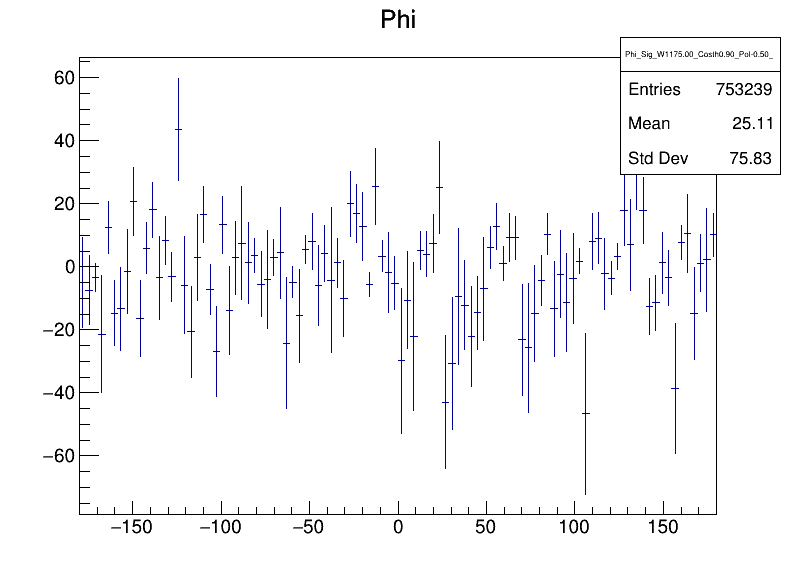 Phi
Phi_Sig_W1175.00_Costh0.90_Pol-0.50_
Entries 753239
Mean 25.11
Std Dev 75.83
60
40
20
0
−20
−40
−60
−150 −100 −50 0 50 100 150